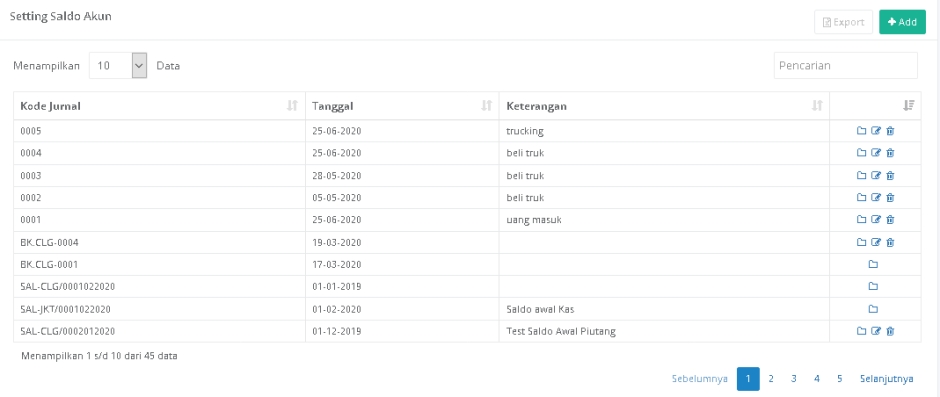 Setting Saldo Akun
Export
Add
Menampilkan 10 Data
Pencarian
Kode Jurnal Tanggal Keterangan
0005 25-06-2020 trucking
0004 25-06-2020 beli truk
0003 28-05-2020 beli truk
0002 05-05-2020 beli truk
0001 25-06-2020 uang masuk
BK.CLG-0004 19-03-2020
BK.CLG-0001 17-03-2020
SAL-CLG/0001022020 01-01-2019
SAL-JKT/0001022020 01-02-2020 Saldo awal Kas
SAL-CLG/0002012020 01-12-2019 Test Saldo Awal Piutang
Menampilkan 1 s/d 10 dari 45 data
Sebelumnya 1 2 3 4 5 Selanjutnya